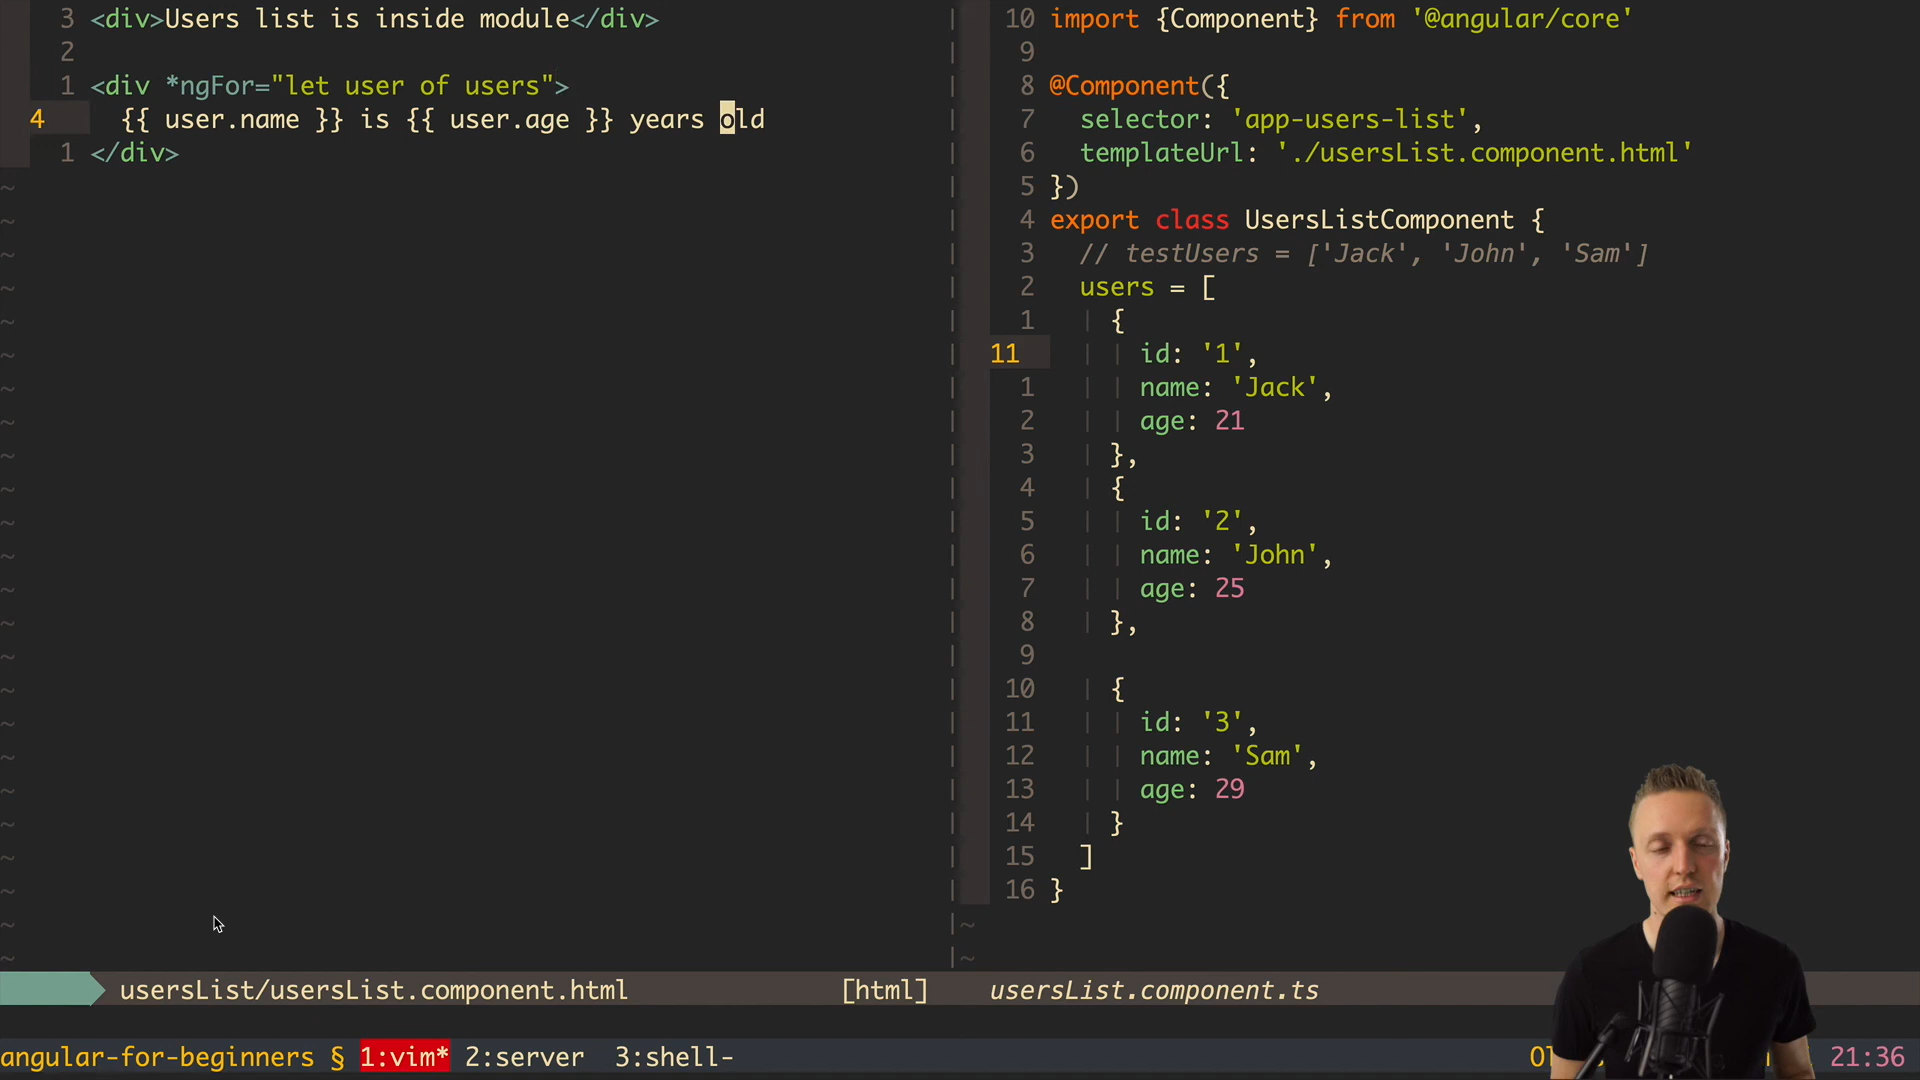 3 <div>Users list is inside module</div>
2
1 <div *ngFor="let user of users">
4 {{ user.name }} is {{ user.age }} years old
1 </div>
10 import {Component} from '@angular/core'
9
8 @Component({
7 selector: 'app-users-list',
6 templateUrl: './usersList.component.html'
5 })
4 export class UsersListComponent {
3 // testUsers = ['Jack', 'John', 'Sam']
2 users = [
1 {
11 id: '1',
1 name: 'Jack',
2 age: 21
3 },
4 {
5 id: '2',
6 name: 'John',
7 age: 25
8 },
9
10 {
11 id: '3',
12 name: 'Sam',
13 age: 29
14 }
15 ]
16 }
usersList/usersList.component.html [html]
usersList.component.ts
angular-for-beginners § 1:vim* 2:server 3:shell- 21:36